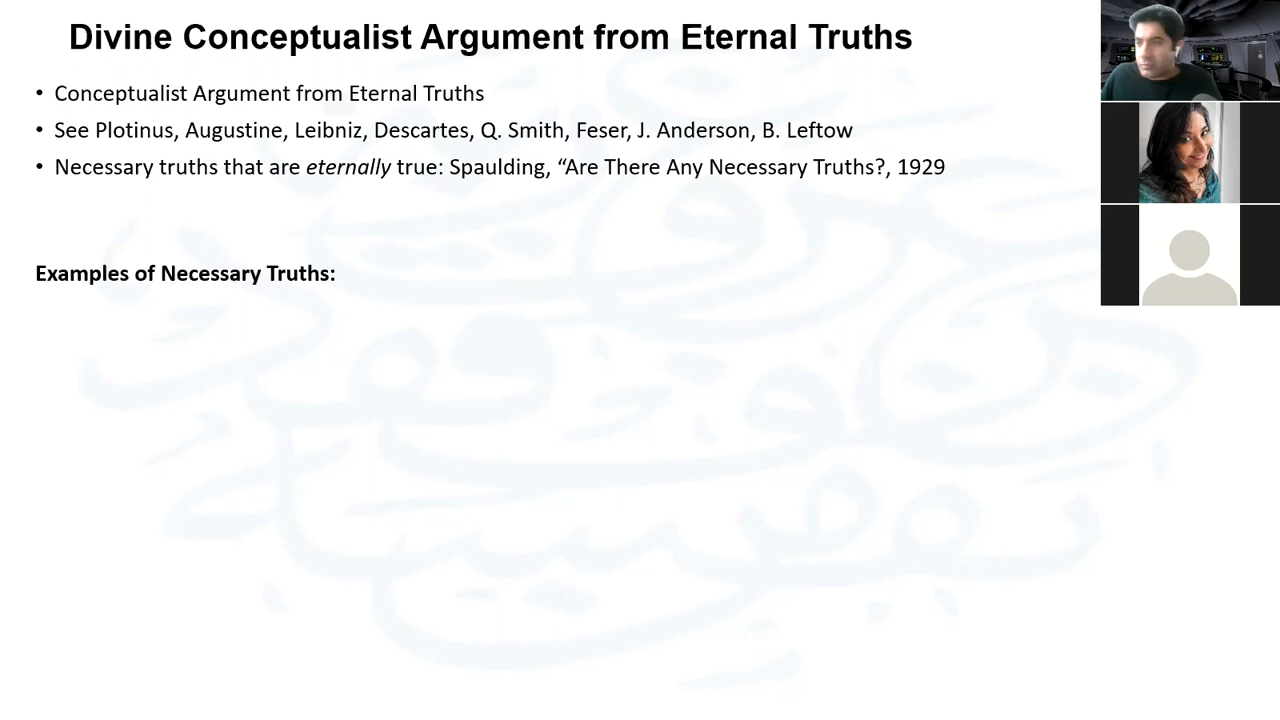 Divine Conceptualist Argument from Eternal Truths
• Conceptualist Argument from Eternal Truths
• See Plotinus, Augustine, Leibniz, Descartes, Q. Smith, Feser, J. Anderson, B. Leftow
• Necessary truths that are eternally true: Spaulding, “Are There Any Necessary Truths?, 1929
Examples of Necessary Truths: